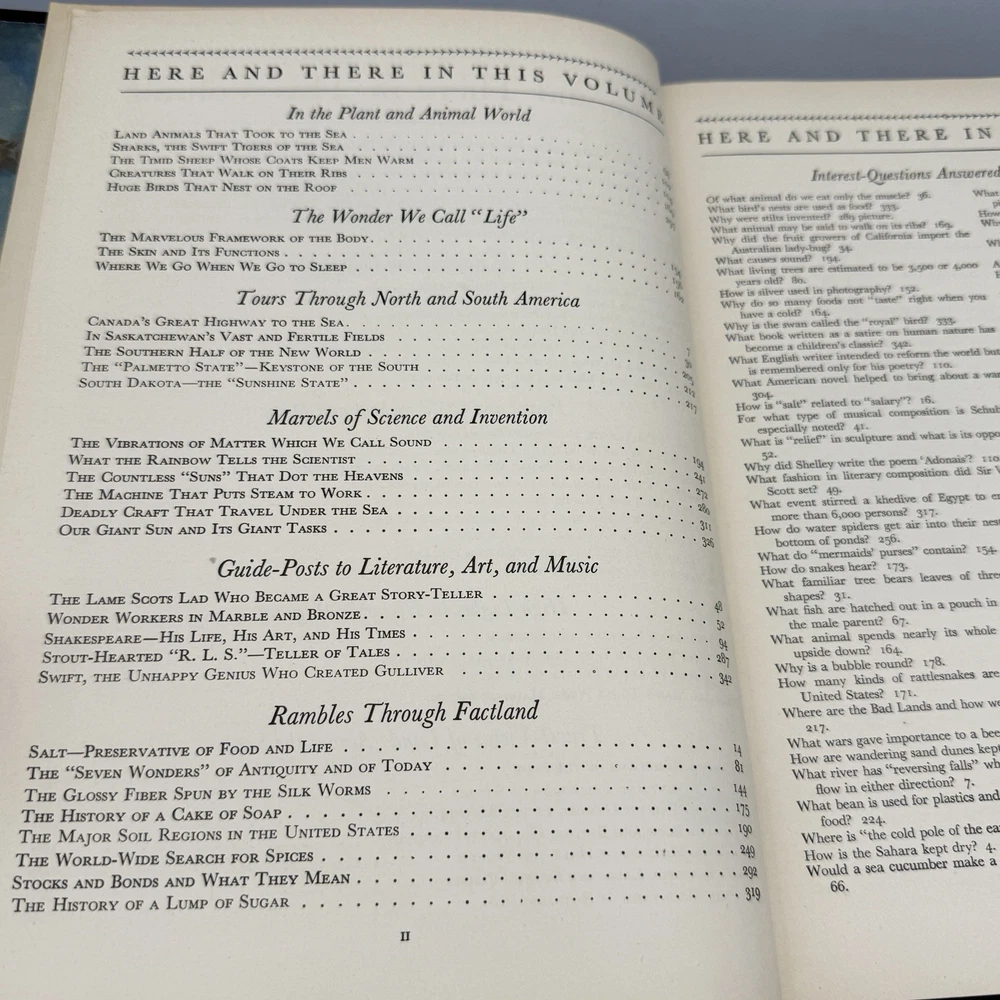 HERE AND THERE IN THIS VOLUME
In the Plant and Animal World
LAND ANIMALS THAT TOOK TO THE SEA
SHARKS, THE SWIFT TIGERS OF THE SEA
THE TIMID SHEEP WHOSE COATS KEEP MEN WARM
CREATURES THAT WALK ON THEIR RIBS
HUGE BIRDS THAT NEST ON THE ROOF
The Wonder We Call "Life"
THE MARVELOUS FRAMEWORK OF THE BODY
THE SKIN AND ITS FUNCTIONS
WHERE WE GO WHEN WE GO TO SLEEP
Tours Through North and South America
CANADA'S GREAT HIGHWAY TO THE SEA
IN SASKATCHEWAN'S VAST AND FERTILE FIELDS 7
THE SOUTHERN HALF OF THE NEW WORLD
THE "PALMETTO STATE"—KEYSTONE OF THE SOUTH 212
SOUTH DAKOTA—THE "SUNSHINE STATE" 217
Marvels of Science and Invention
THE VIBRATIONS OF MATTER WHICH WE CALL SOUND 194
WHAT THE RAINBOW TELLS THE SCIENTIST 241
THE COUNTLESS "SUNS" THAT DOT THE HEAVENS 272
THE MACHINE THAT PUTS STEAM TO WORK 280
DEADLY CRAFT THAT TRAVEL UNDER THE SEA 311
OUR GIANT SUN AND ITS GIANT TASKS 326
Guide-Posts to Literature, Art, and Music
THE LAME SCOTS LAD WHO BECAME A GREAT STORY-TELLER 48
WONDER WORKERS IN MARBLE AND BRONZE 52
SHAKESPEARE—HIS LIFE, HIS ART, AND HIS TIMES 94
STOUT-HEARTED "R. L. S."—TELLER OF TALES 287
SWIFT, THE UNHAPPY GENIUS WHO CREATED GULLIVER 342
Rambles Through Factland
SALT—PRESERVATIVE OF FOOD AND LIFE 14
THE "SEVEN WONDERS" OF ANTIQUITY AND OF TODAY 81
THE GLOSSY FIBER SPUN BY THE SILK WORMS 144
THE HISTORY OF A CAKE OF SOAP 175
THE MAJOR SOIL REGIONS IN THE UNITED STATES 190
THE WORLD-WIDE SEARCH FOR SPICES 249
STOCKS AND BONDS AND WHAT THEY MEAN 292
THE HISTORY OF A LUMP OF SUGAR 319
II
HERE AND THERE IN
Interest-Questions Answered
Of what animal do we eat only the muscle? 36.
What bird's nests are used as food? 333.
Why were stilts invented? 289 picture.
What animal may be said to walk on its ribs? 169.
Why did the fruit growers of California import the
Australian lady-bug? 34.
What causes sound? 194.
What living trees are estimated to be 3,500 or 4,000
years old? 80.
How is silver used in photography? 152.
Why do so many foods not "taste" right when you
have a cold? 164.
Why is the swan called the "royal" bird? 333.
What book written as a satire on human nature has
become a children's classic? 342.
What English writer intended to reform the world but
is remembered only for his poetry? 110.
What American novel helped to bring about a war
304.
How is "salt" related to "salary"? 16.
For what type of musical composition is Schub
especially noted? 41.
What is "relief" in sculpture and what is its oppo
52.
Why did Shelley write the poem 'Adonais'? 110
What fashion in literary composition did Sir
Scott set? 49.
What event stirred a khedive of Egypt to en
more than 6,000 persons? 317.
How do water spiders get air into their nest
bottom of ponds? 256.
What do "mermaids' purses" contain? 154.
How do snakes hear? 173.
What familiar tree bears leaves of three
shapes? 31.
What fish are hatched out in a pouch in
the male parent? 67.
What animal spends nearly its whole
upside down? 164.
Why is a bubble round? 178.
How many kinds of rattlesnakes are
United States? 171.
Where are the Bad Lands and how we
217.
What wars gave importance to a bee
How are wandering sand dunes kept
What river has "reversing falls" wh
flow in either direction? 7.
What bean is used for plastics and
food? 224.
Where is "the cold pole of the ea
How is the Sahara kept dry? 4.
Would a sea cucumber make a
66.